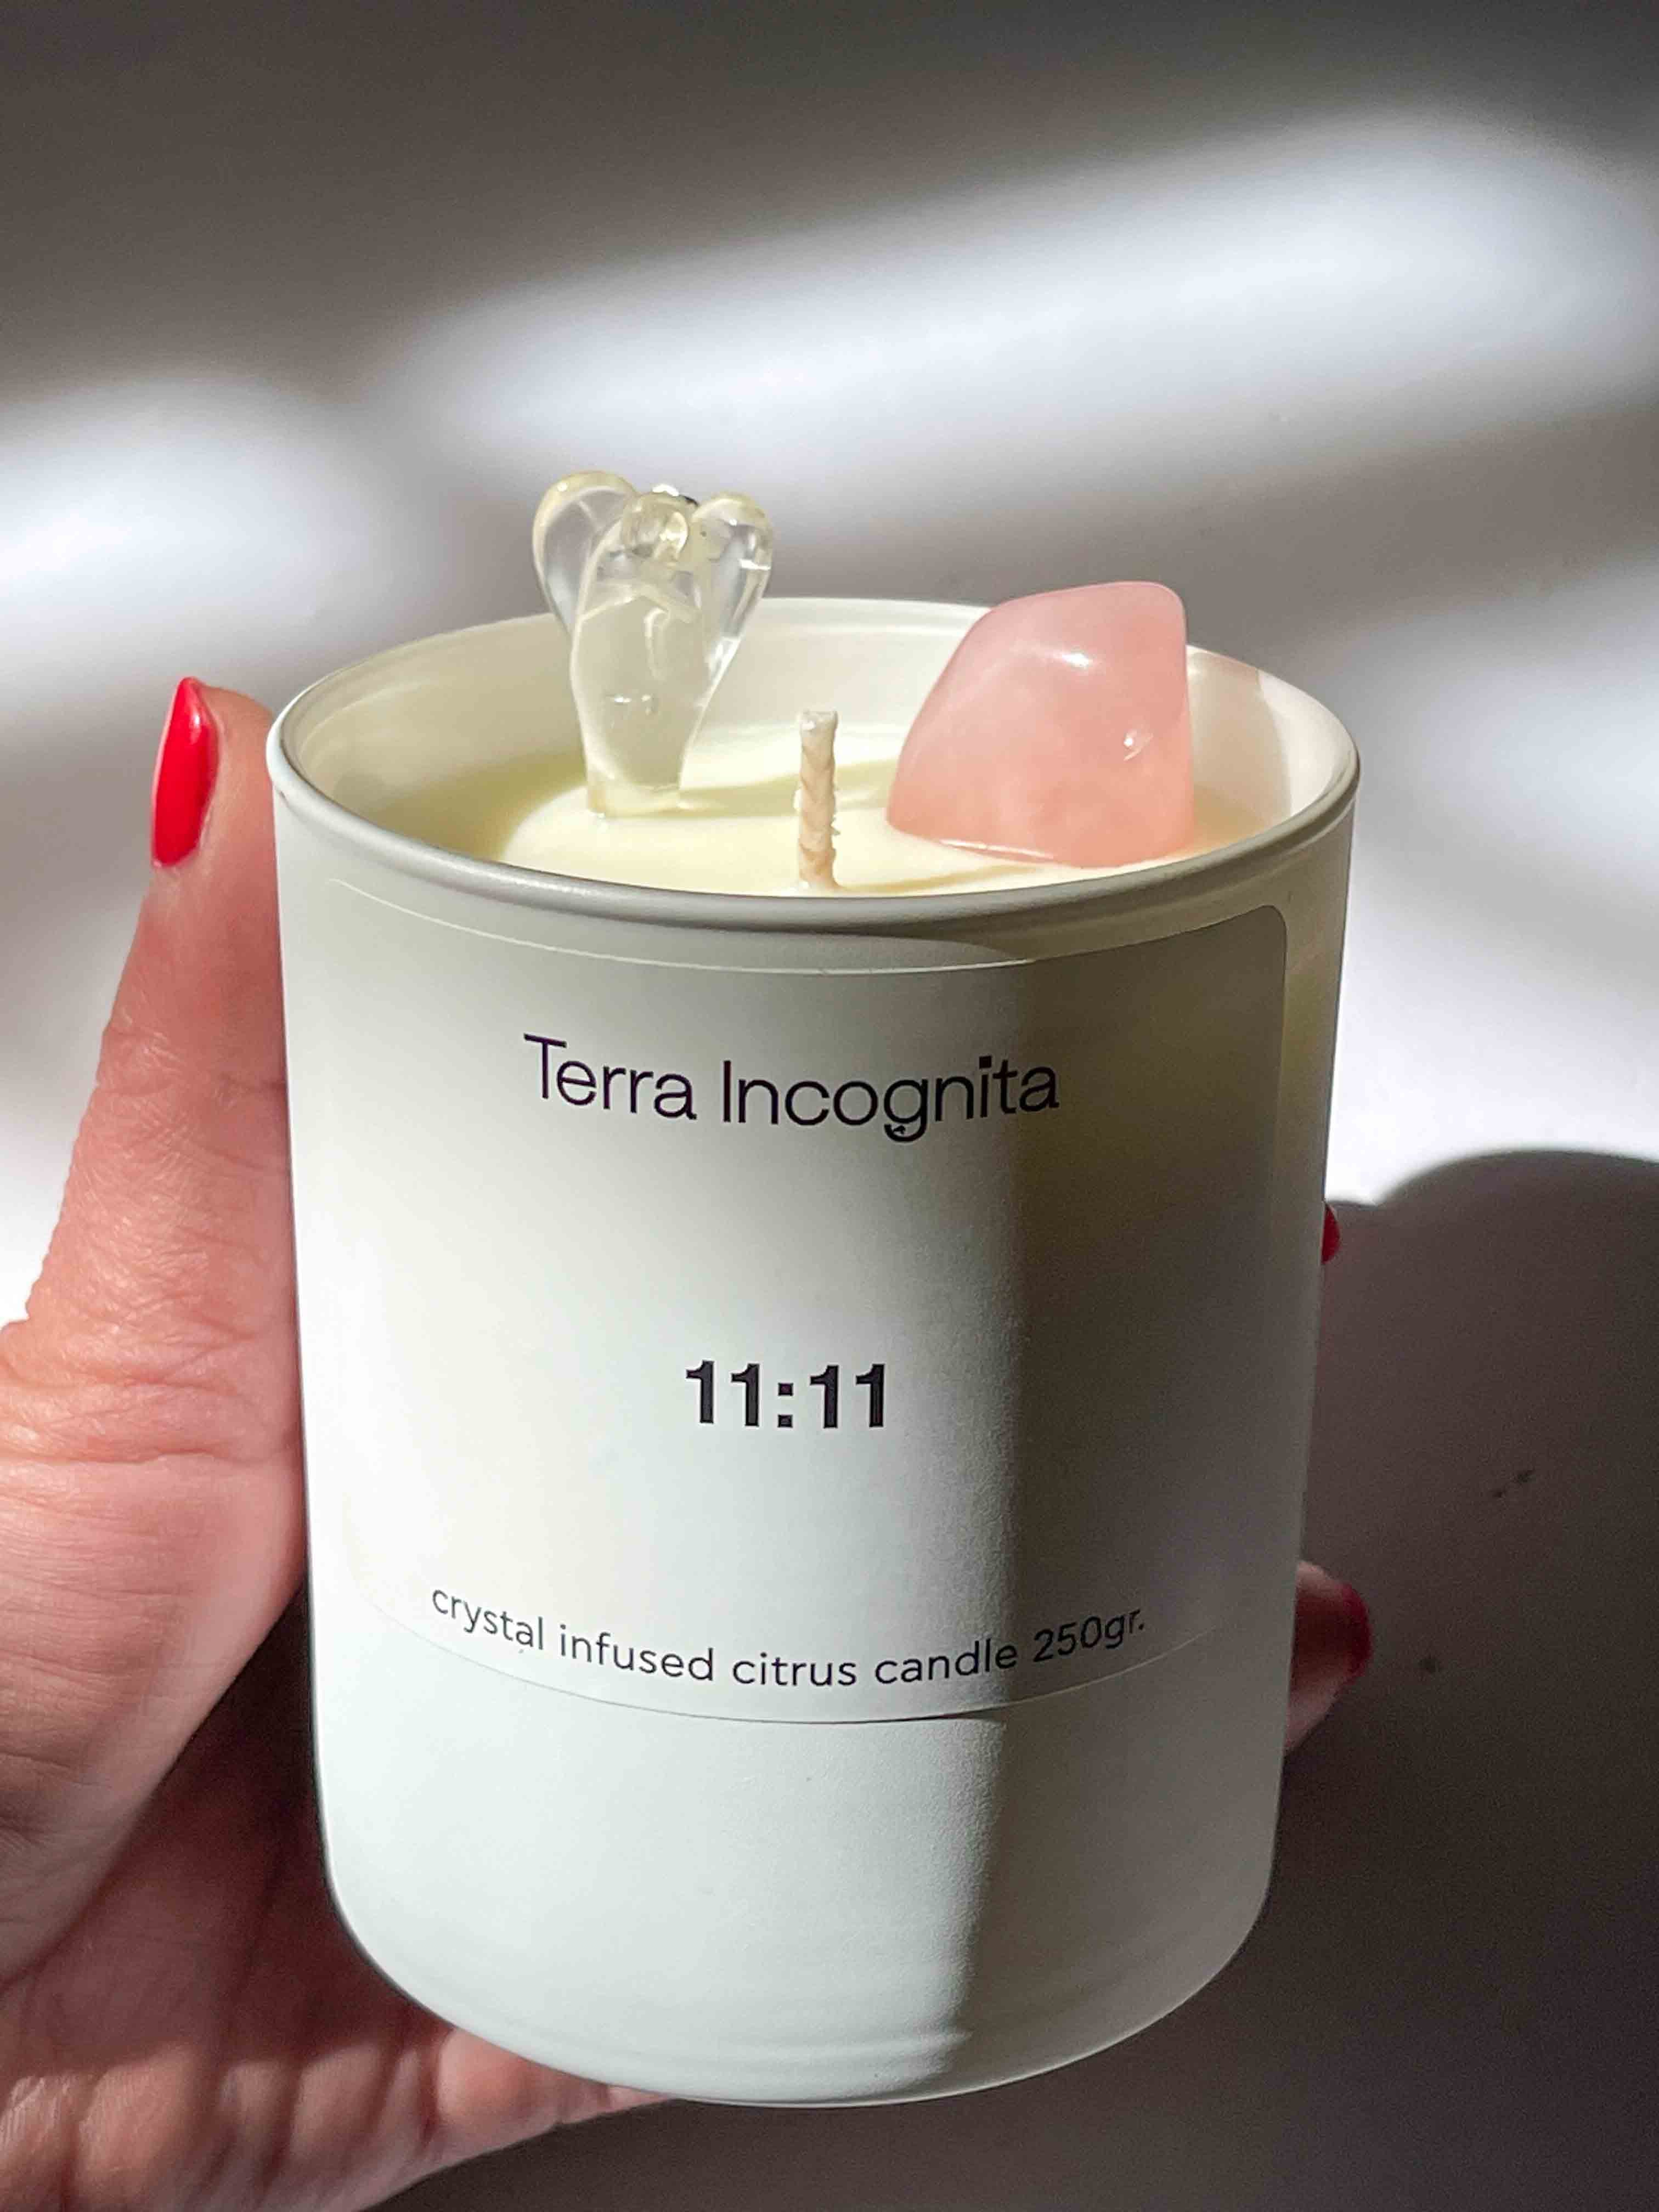 Terra Incognita
11:11
crystal infused citrus candle 250gr.